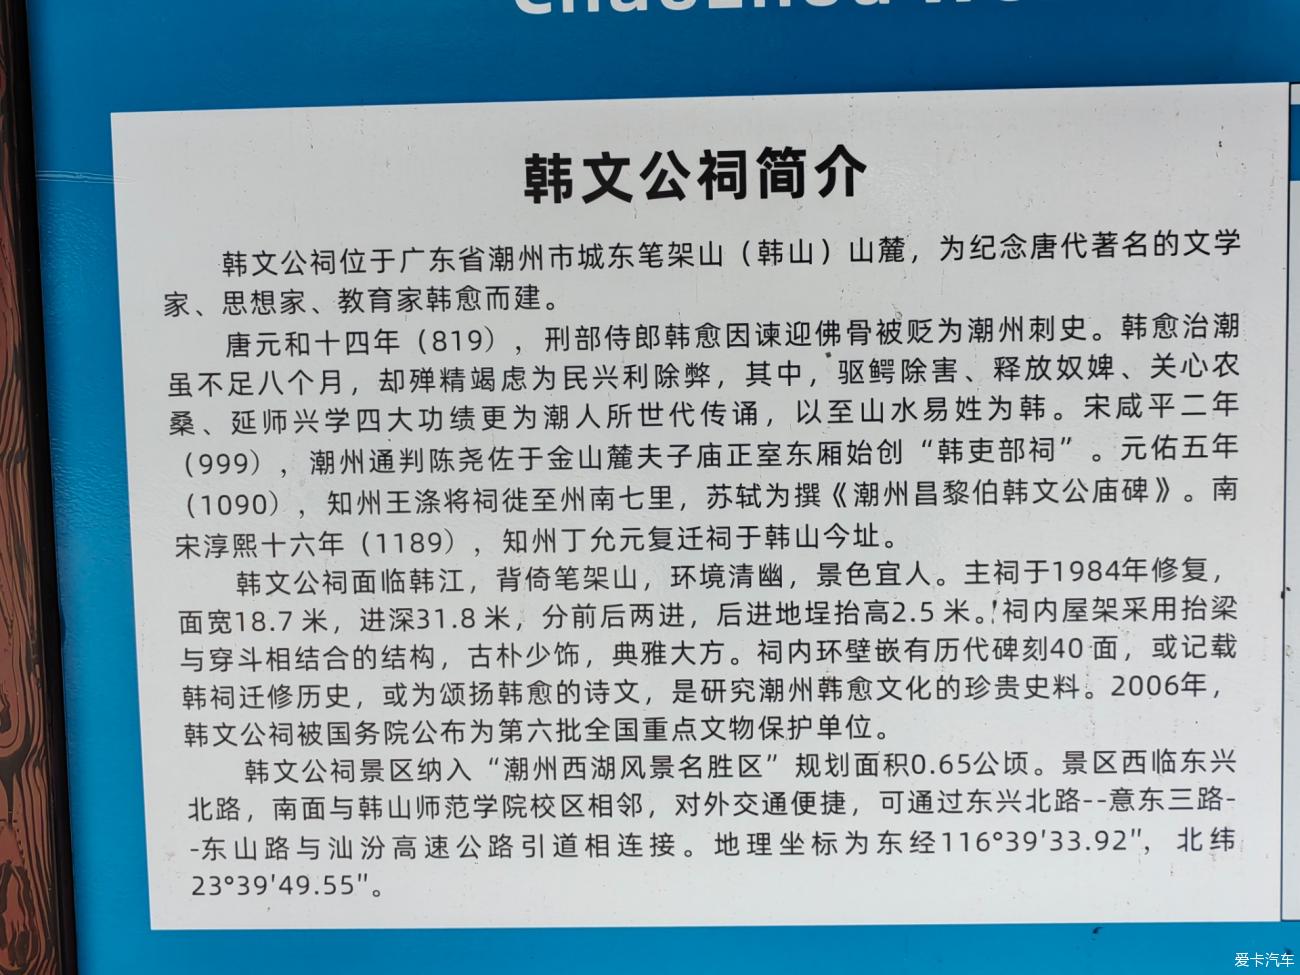 韩文公祠简介
韩文公祠位于广东省潮州市城东笔架山（韩山）山麓，为纪念唐代著名的文学
家、思想家、教育家韩愈而建。
唐元和十四年（819），刑部侍郎韩愈因谏迎佛骨被贬为潮州刺史。韩愈治潮
虽不足八个月，却殚精竭虑为民兴利除弊，其中，驱鳄除害、释放奴婢、关心农
桑、延师兴学四大功绩更为潮人所世代传诵，以至山水易姓为韩。宋咸平二年
（999），潮州通判陈尧佐于金山麓夫子庙正室东厢始创“韩吏部祠”。元佑五年
（1090），知州王涤将祠徙至州南七里，苏轼为撰《潮州昌黎伯韩文公庙碑》。南
宋淳熙十六年（1189），知州丁允元复迁祠于韩山今址。
韩文公祠面临韩江，背倚笔架山，环境清幽，景色宜人。主祠于1984年修复，
面宽18.7米，进深31.8米，分前后两进，后进地埕抬高2.5米。祠内屋架采用抬梁
与穿斗相结合的结构，古朴少饰，典雅大方。祠内环壁嵌有历代碑刻40面，或记载
韩祠迁修历史，或为颂扬韩愈的诗文，是研究潮州韩愈文化的珍贵史料。2006年，
韩文公祠被国务院公布为第六批全国重点文物保护单位。
韩文公祠景区纳入“潮州西湖风景名胜区”规划面积0.65公顷。景区西临东兴
北路，南面与韩山师范学院校区相邻，对外交通便捷，可通过东兴北路--意东三路-
-东山路与汕汾高速公路引道相连接。地理坐标为东经116°39'33.92"，北纬
23°39'49.55"。
爱卡汽车